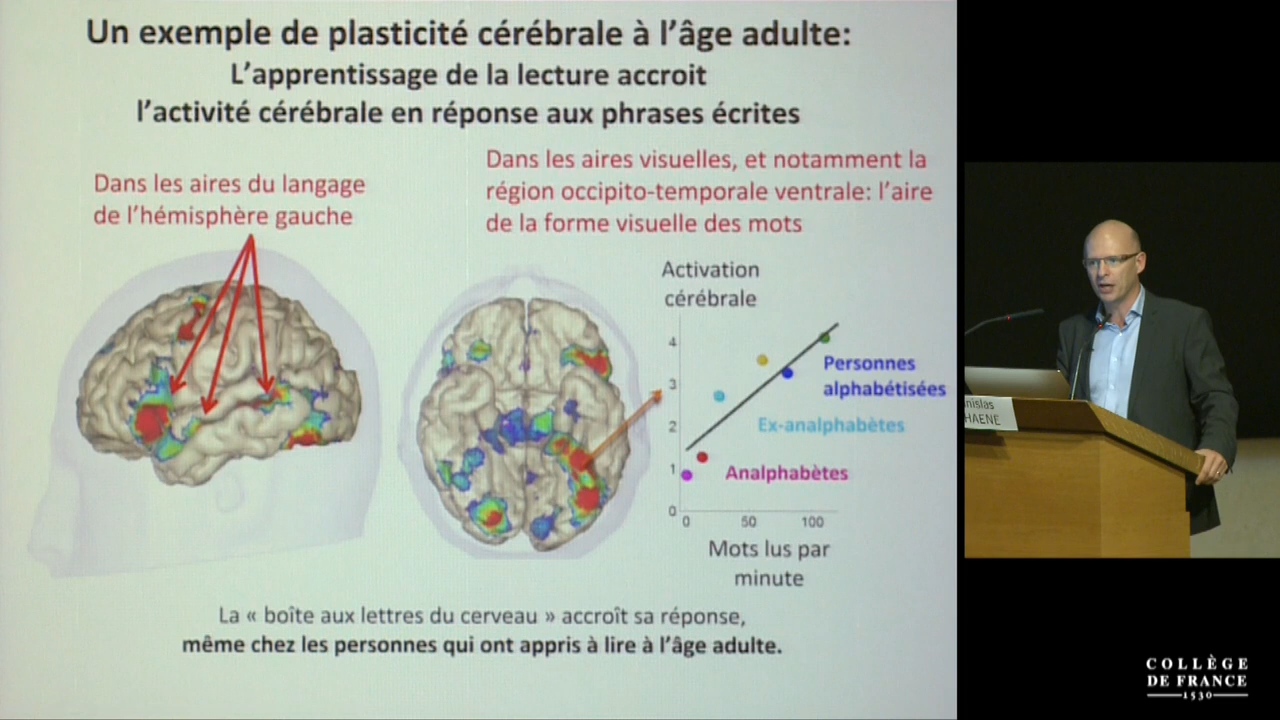 Un exemple de plasticité cérébrale à l'âge adulte:
L'apprentissage de la lecture accroit
l'activité cérébrale en réponse aux phrases écrites
Dans les aires du langage
de l'hémisphère gauche
Dans les aires visuelles, et notamment la
région occipito-temporale ventrale: l'aire
de la forme visuelle des mots
Activation
cérébrale
4
3
2
1
0
0 50 100
Personnes
alphabétisées
Ex-analphabètes
Analphabètes
Mots lus par
minute
La « boîte aux lettres du cerveau » accroît sa réponse,
même chez les personnes qui ont appris à lire à l'âge adulte.
nislas
HAENE
COLLÈGE
DE FRANCE
1530